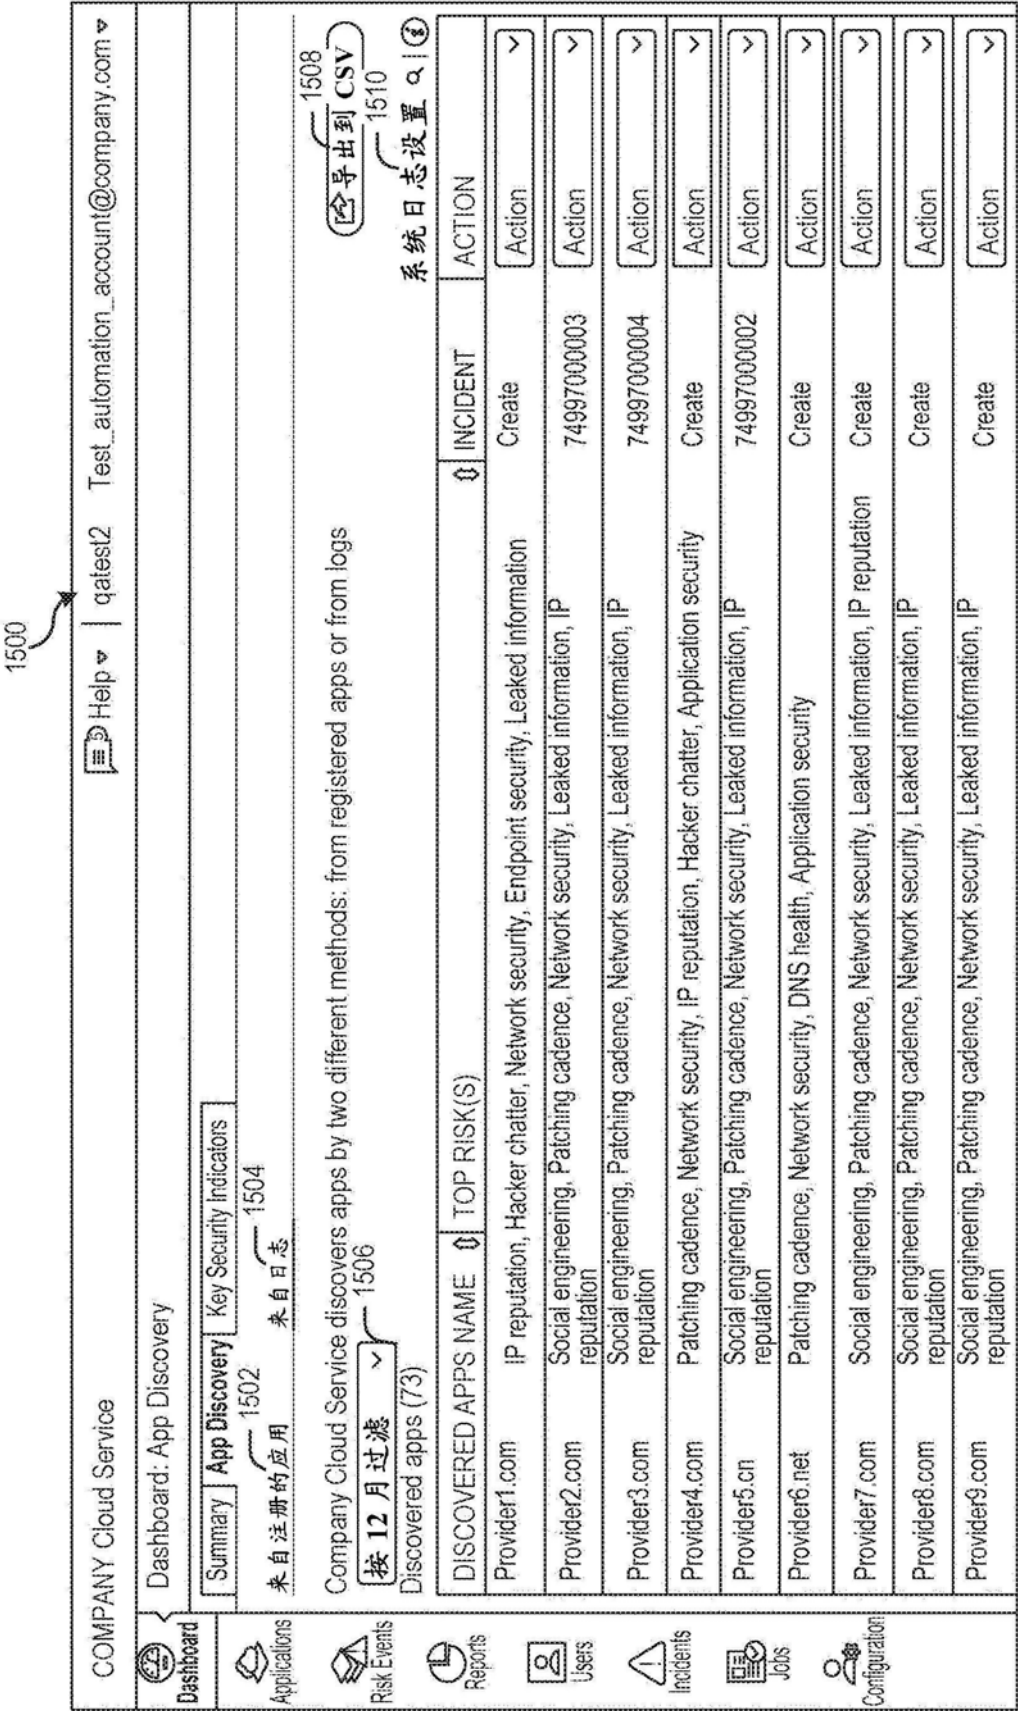 1500
COMPANY Cloud Service Help qatest2 Test_automation_account@company.com
Dashboard
Applications
Risk Events
Reports
Users
Incidents
Jobs
Configuration
Dashboard: App Discovery
Summary App Discovery Key Security Indicators
1502 1504
来自注册的应用 来自日志
Company Cloud Service discovers apps by two different methods: from registered apps or from logs
1508
导出到 CSV
按 12 月过滤 1506
1510
系统日志设置
Discovered apps (73)
DISCOVERED APPS NAME TOP RISK(S) INCIDENT ACTION
Provider1.com IP reputation, Hacker chatter, Network security, Endpoint security, Leaked information Create Action
Provider2.com Social engineering, Patching cadence, Network security, Leaked information, IP 74997000003 Action
reputation
Provider3.com Social engineering, Patching cadence, Network security, Leaked information, IP 74997000004 Action
reputation
Provider4.com Patching cadence, Network security, IP reputation, Hacker chatter, Application security Create Action
Provider5.cn Social engineering, Patching cadence, Network security, Leaked information, IP 74997000002 Action
reputation
Provider6.net Patching cadence, Network security, DNS health, Application security Create Action
Provider7.com Social engineering, Patching cadence, Network security, Leaked information, IP reputation Create Action
Provider8.com Social engineering, Patching cadence, Network security, Leaked information, IP Create Action
reputation
Provider9.com Social engineering, Patching cadence, Network security, Leaked information, IP Create Action
reputation